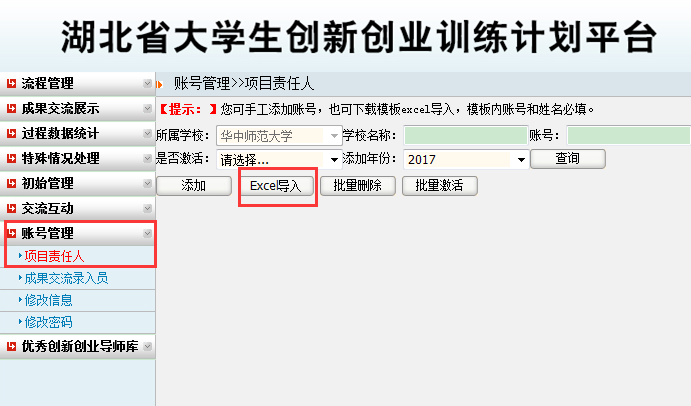 湖北省大学生创新创业训练计划平台
流程管理
成果交流展示
过程数据统计
特殊情况处理
初始管理
交流互动
账号管理
项目责任人
成果交流录入员
修改信息
修改密码
优秀创新创业导师库
账号管理>>项目责任人
【提示：】您可手工添加账号，也可下载模板excel导入，模板内账号和姓名必填。
所属学校： 华中师范大学 学校名称： 账号：
是否激活： 请选择... 添加年份： 2017 查询
添加 Excel导入 批量删除 批量激活